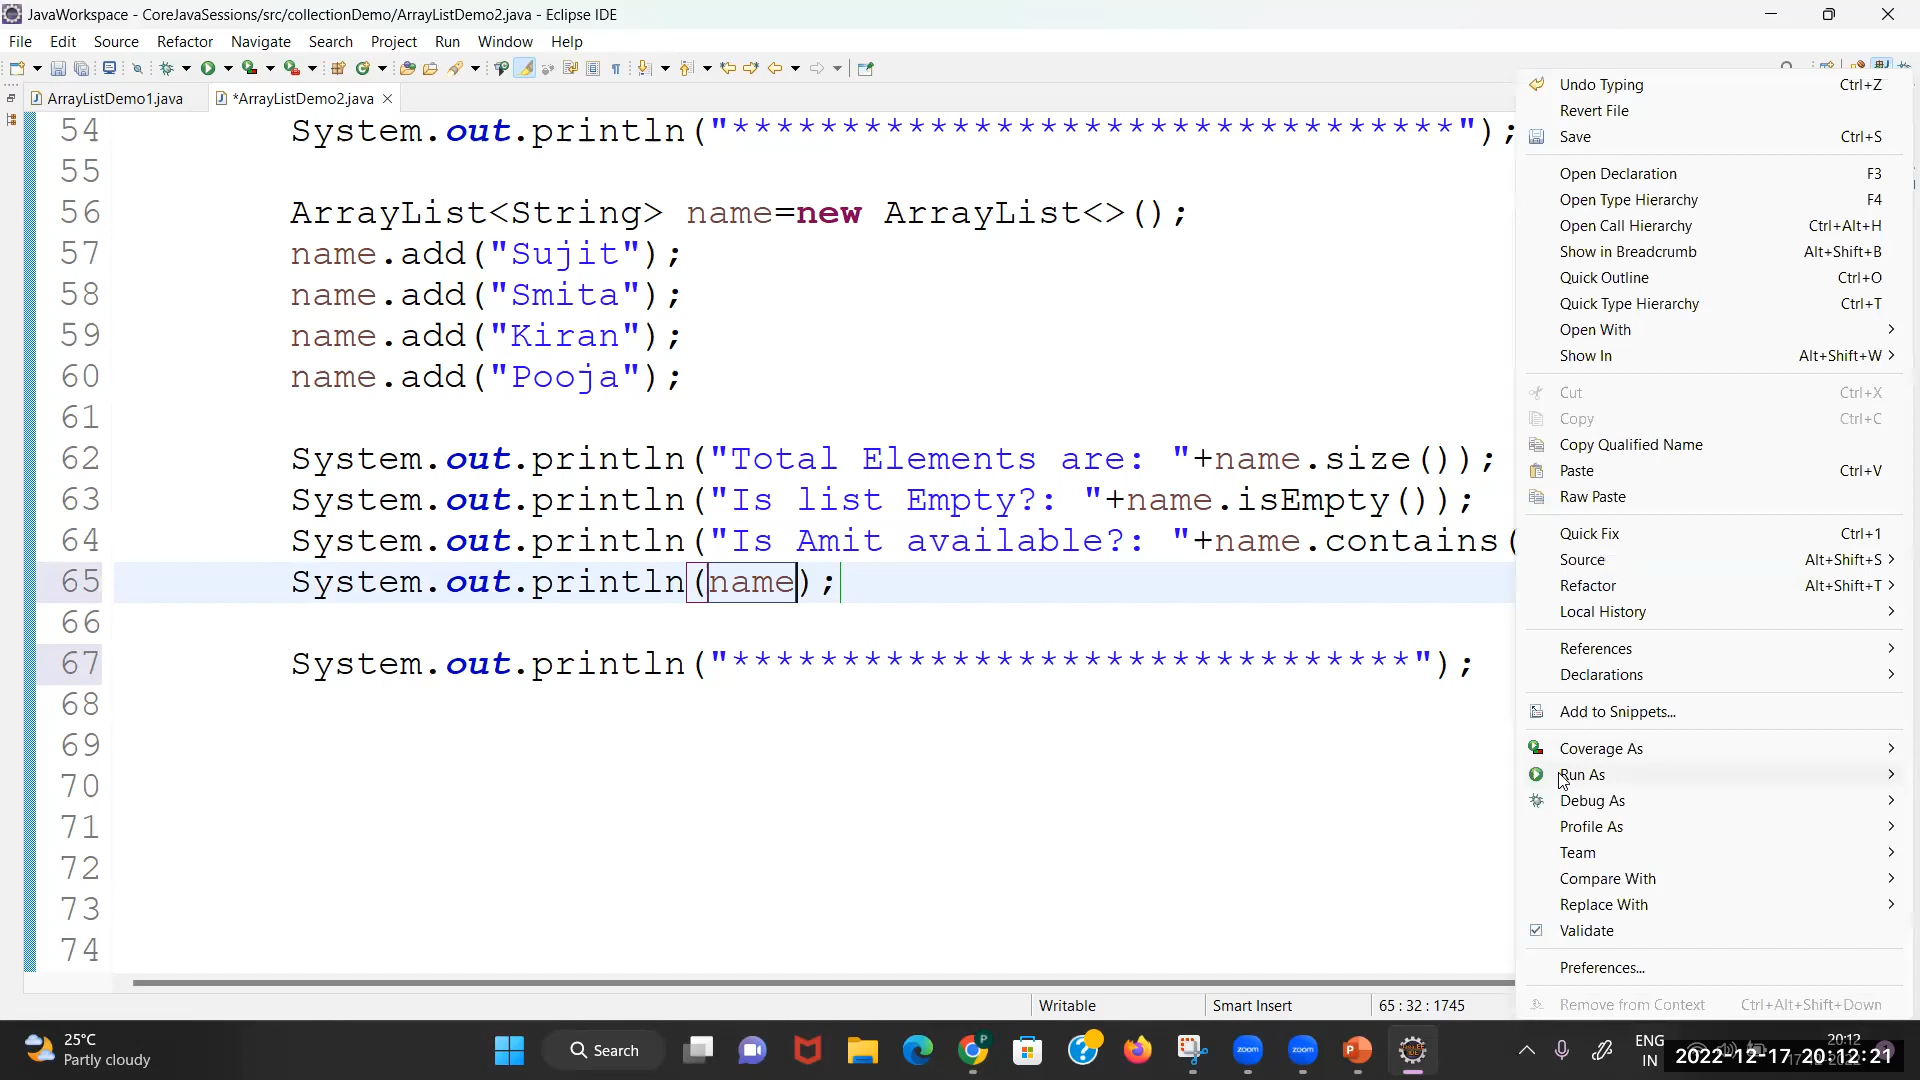 JavaWorkspace - CoreJavaSessions/src/collectionDemo/ArrayListDemo2.java - Eclipse IDE
File Edit Source Refactor Navigate Search Project Run Window Help
ArrayListDemo1.java *ArrayListDemo2.java
54 System.out.println("*********************************");
55
56 ArrayList<String> name=new ArrayList<>();
57 name.add("Sujit");
58 name.add("Smita");
59 name.add("Kiran");
60 name.add("Pooja");
61
62 System.out.println("Total Elements are: "+name.size());
63 System.out.println("Is list Empty?: "+name.isEmpty());
64 System.out.println("Is Amit available?: "+name.contains(
65 System.out.println(name);
66
67 System.out.println("*******************************");
68
69
70
71
72
73
74
Undo Typing Ctrl+Z
Revert File
Save Ctrl+S
Open Declaration F3
Open Type Hierarchy F4
Open Call Hierarchy Ctrl+Alt+H
Show in Breadcrumb Alt+Shift+B
Quick Outline Ctrl+O
Quick Type Hierarchy Ctrl+T
Open With
Show In Alt+Shift+W
Cut Ctrl+X
Copy Ctrl+C
Copy Qualified Name
Paste Ctrl+V
Raw Paste
Quick Fix Ctrl+1
Source Alt+Shift+S
Refactor Alt+Shift+T
Local History
References
Declarations
Add to Snippets...
Coverage As
Run As
Debug As
Profile As
Team
Compare With
Replace With
Validate
Preferences...
Remove from Context Ctrl+Alt+Shift+Down
Writable Smart Insert 65 : 32 : 1745
25°C
Partly cloudy
Search
zoom zoom
ENG
IN
20:12
2022-12-17 20:12:21